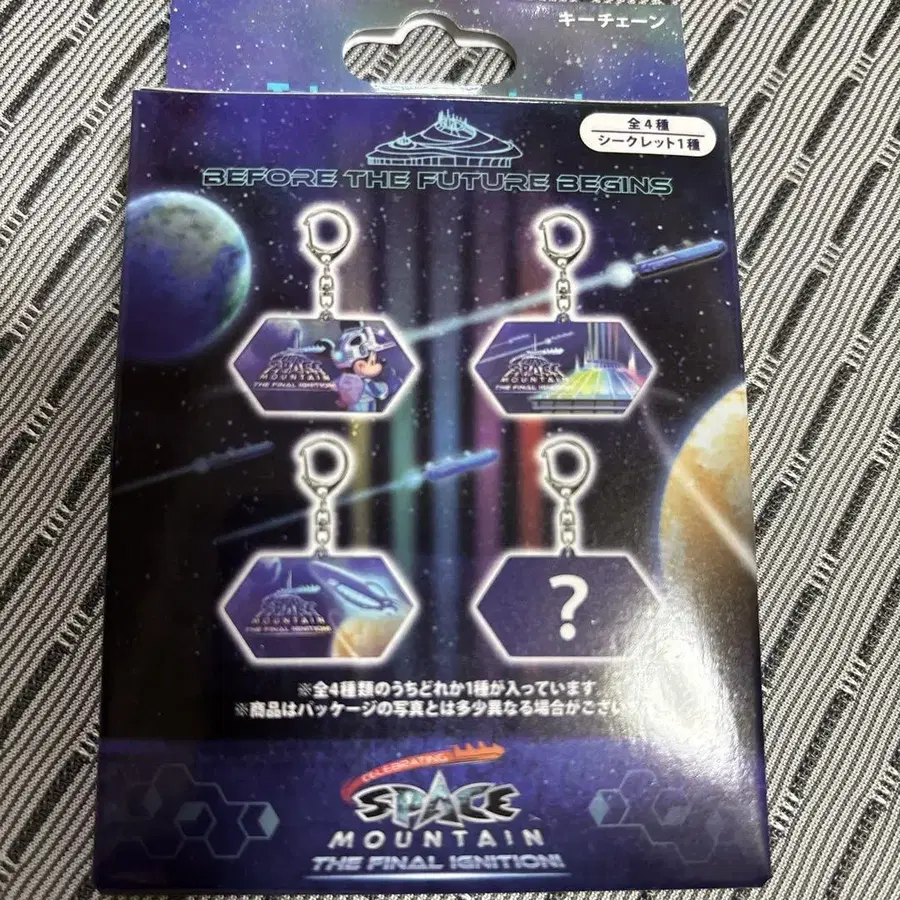 キーチェーン
全4種
シークレット1種
BEFORE THE FUTURE BEGINS
SPACE
MOUNTAIN
THE FINAL IGNITION!
SPACE
MOUNTAIN
THE FINAL IGNITION!
SPACE
MOUNTAIN
THE FINAL IGNITION!
?
※全4種類のうちどれか1種が入っています
※商品はパッケージの写真とは多少異なる場合がござい
CELEBRATING
SPACE
MOUNTAIN
THE FINAL IGNITION!